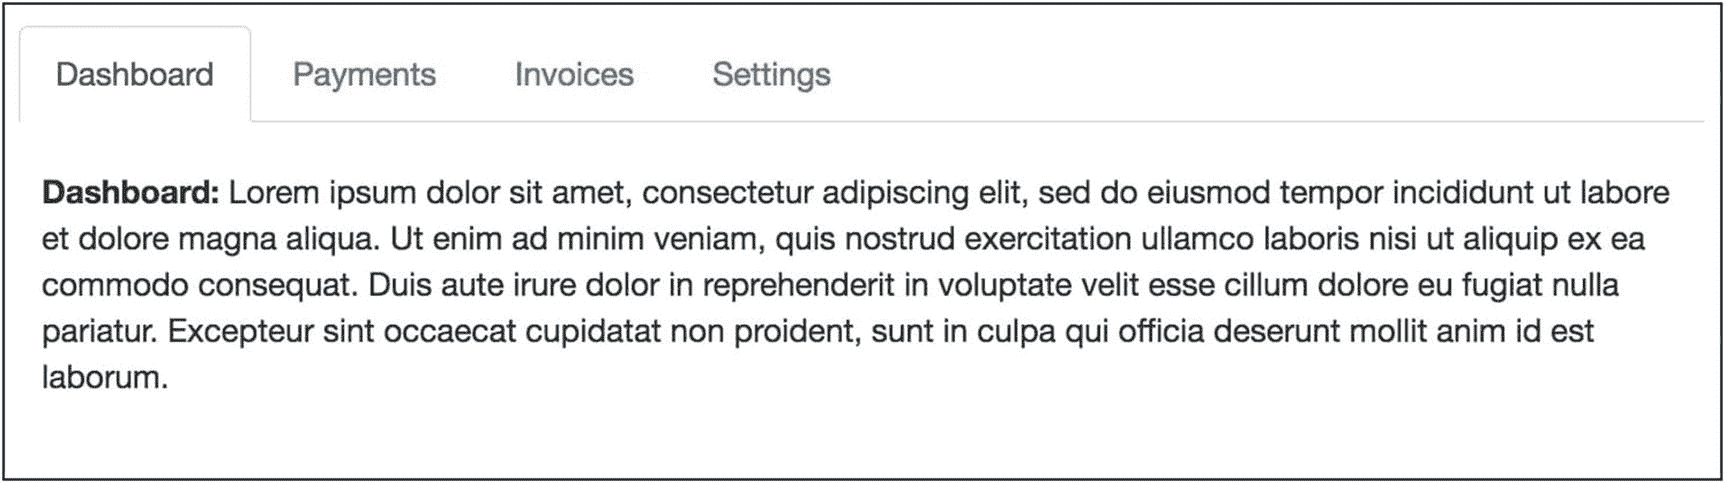 Dashboard Payments Invoices Settings
Dashboard: Lorem ipsum dolor sit amet, consectetur adipiscing elit, sed do eiusmod tempor incididunt ut labore
et dolore magna aliqua. Ut enim ad minim veniam, quis nostrud exercitation ullamco laboris nisi ut aliquip ex ea
commodo consequat. Duis aute irure dolor in reprehenderit in voluptate velit esse cillum dolore eu fugiat nulla
pariatur. Excepteur sint occaecat cupidatat non proident, sunt in culpa qui officia deserunt mollit anim id est
laborum.